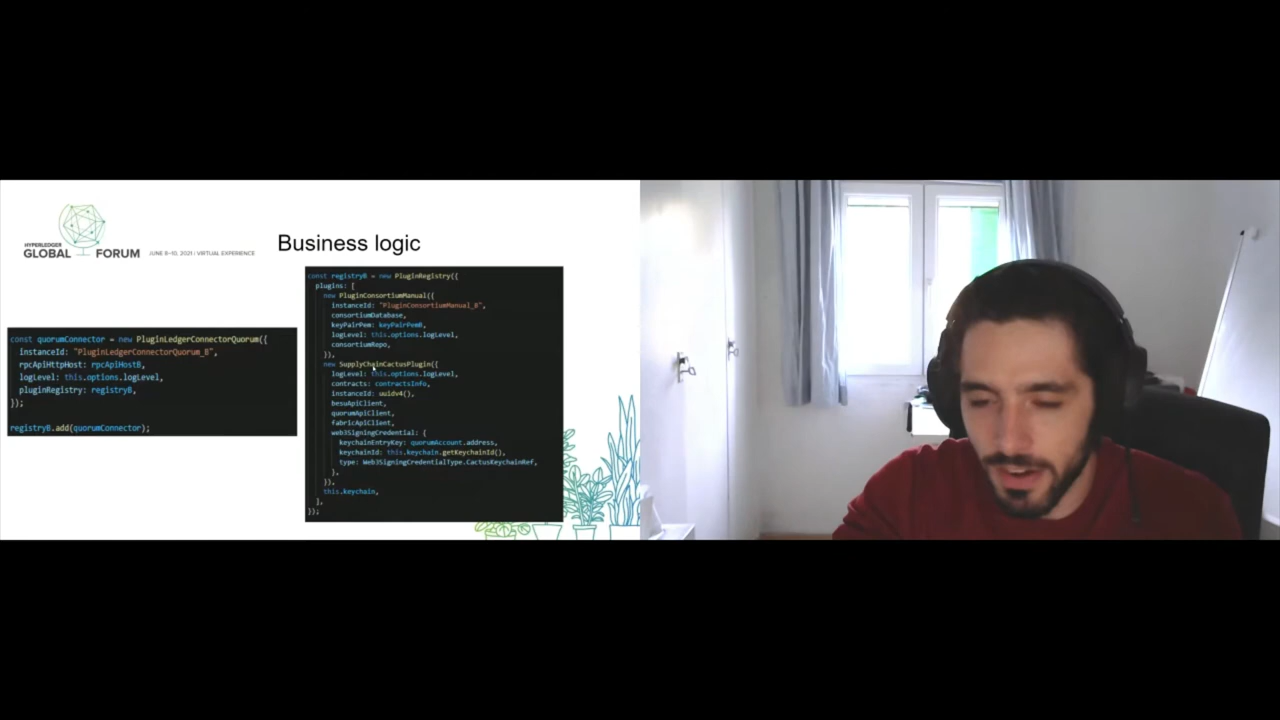 HYPERLEDGER
GLOBAL FORUM
JUNE 8-10, 2021 | VIRTUAL EXPERIENCE
Business logic
const quorumConnector = new PluginLedgerConnectorQuorum({
instanceId: "PluginLedgerConnectorQuorum_B",
rpcApiHttpHost: rpcApiHostB,
logLevel: this.options.logLevel,
pluginRegistry: registryB,
});
registryB.add(quorumConnector);
const registryB = new PluginRegistry({
plugins: [
new PluginConsortiumManual({
instanceId: "PluginConsortiumManual_B",
consortiumDatabase,
keyPairPem: keyPairPemB,
logLevel: this.options.logLevel,
consortiumRepo,
}),
new SupplyChainCactusPlugin({
logLevel: this.options.logLevel,
contracts: contractsInfo,
instanceId: uuidv4(),
besuApiClient,
quorumApiClient,
fabricApiClient,
web3SigningCredential: {
keychainEntryKey: quorumAccount.address,
keychainId: this.keychain.getKeychainId(),
type: Web3SigningCredentialType.CactusKeychainRef,
},
}),
this.keychain,
],
});